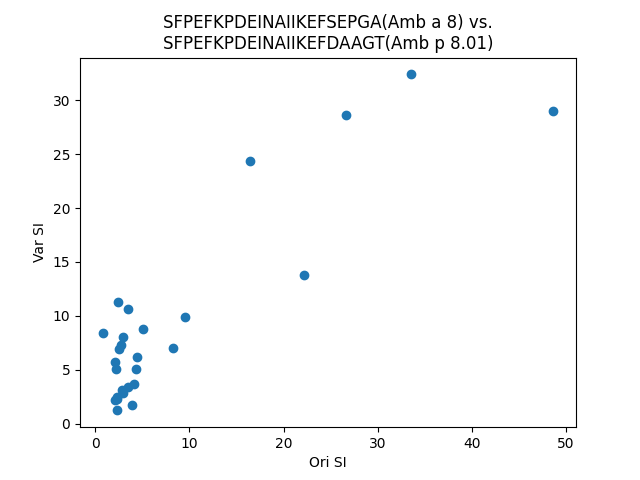 SFPEFKPDEINAIIKEFSEPGA(Amb a 8) vs.
SFPEFKPDEINAIIKEFDAAGT(Amb p 8.01)
30
25
20
15
10
5
0
Var SI
0 10 20 30 40 50
Ori SI